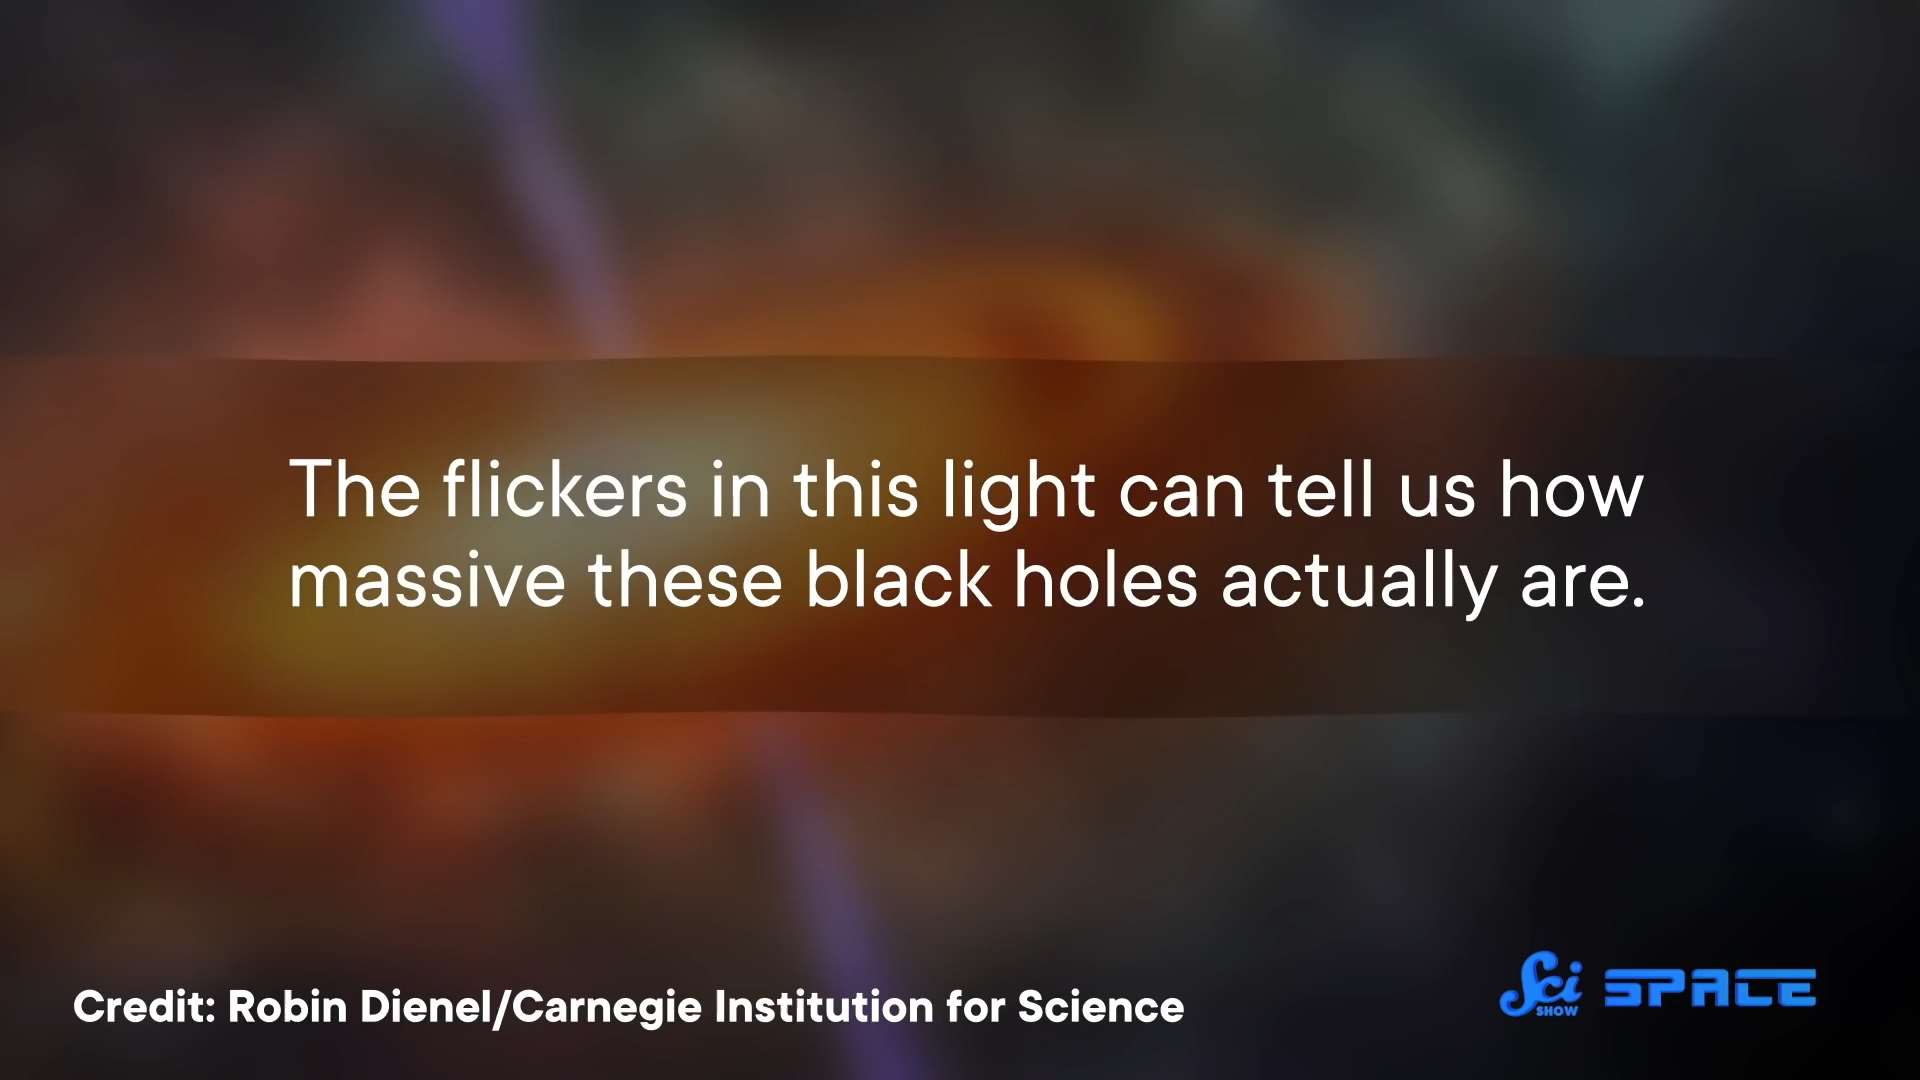 The flickers in this light can tell us how
massive these black holes actually are.
Credit: Robin Dienel/Carnegie Institution for Science
Sci SHOW SPACE